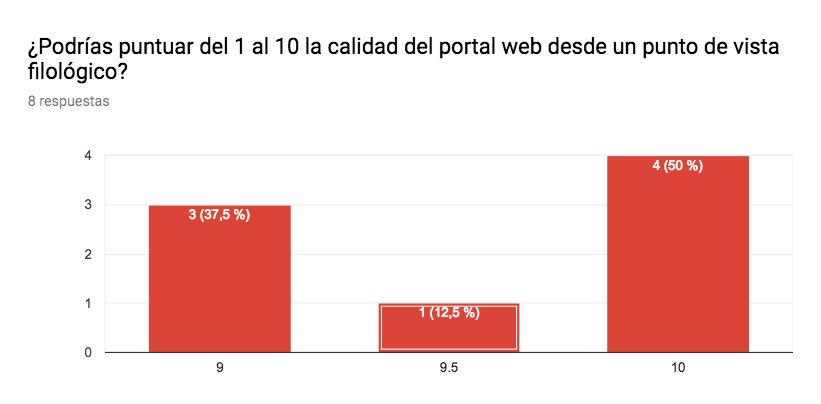 ¿Podrías puntuar del 1 al 10 la calidad del portal web desde un punto de vista
filológico?
8 respuestas
4
3
2
1
0
3 (37,5 %)
1 (12,5 %)
4 (50 %)
9
9.5
10